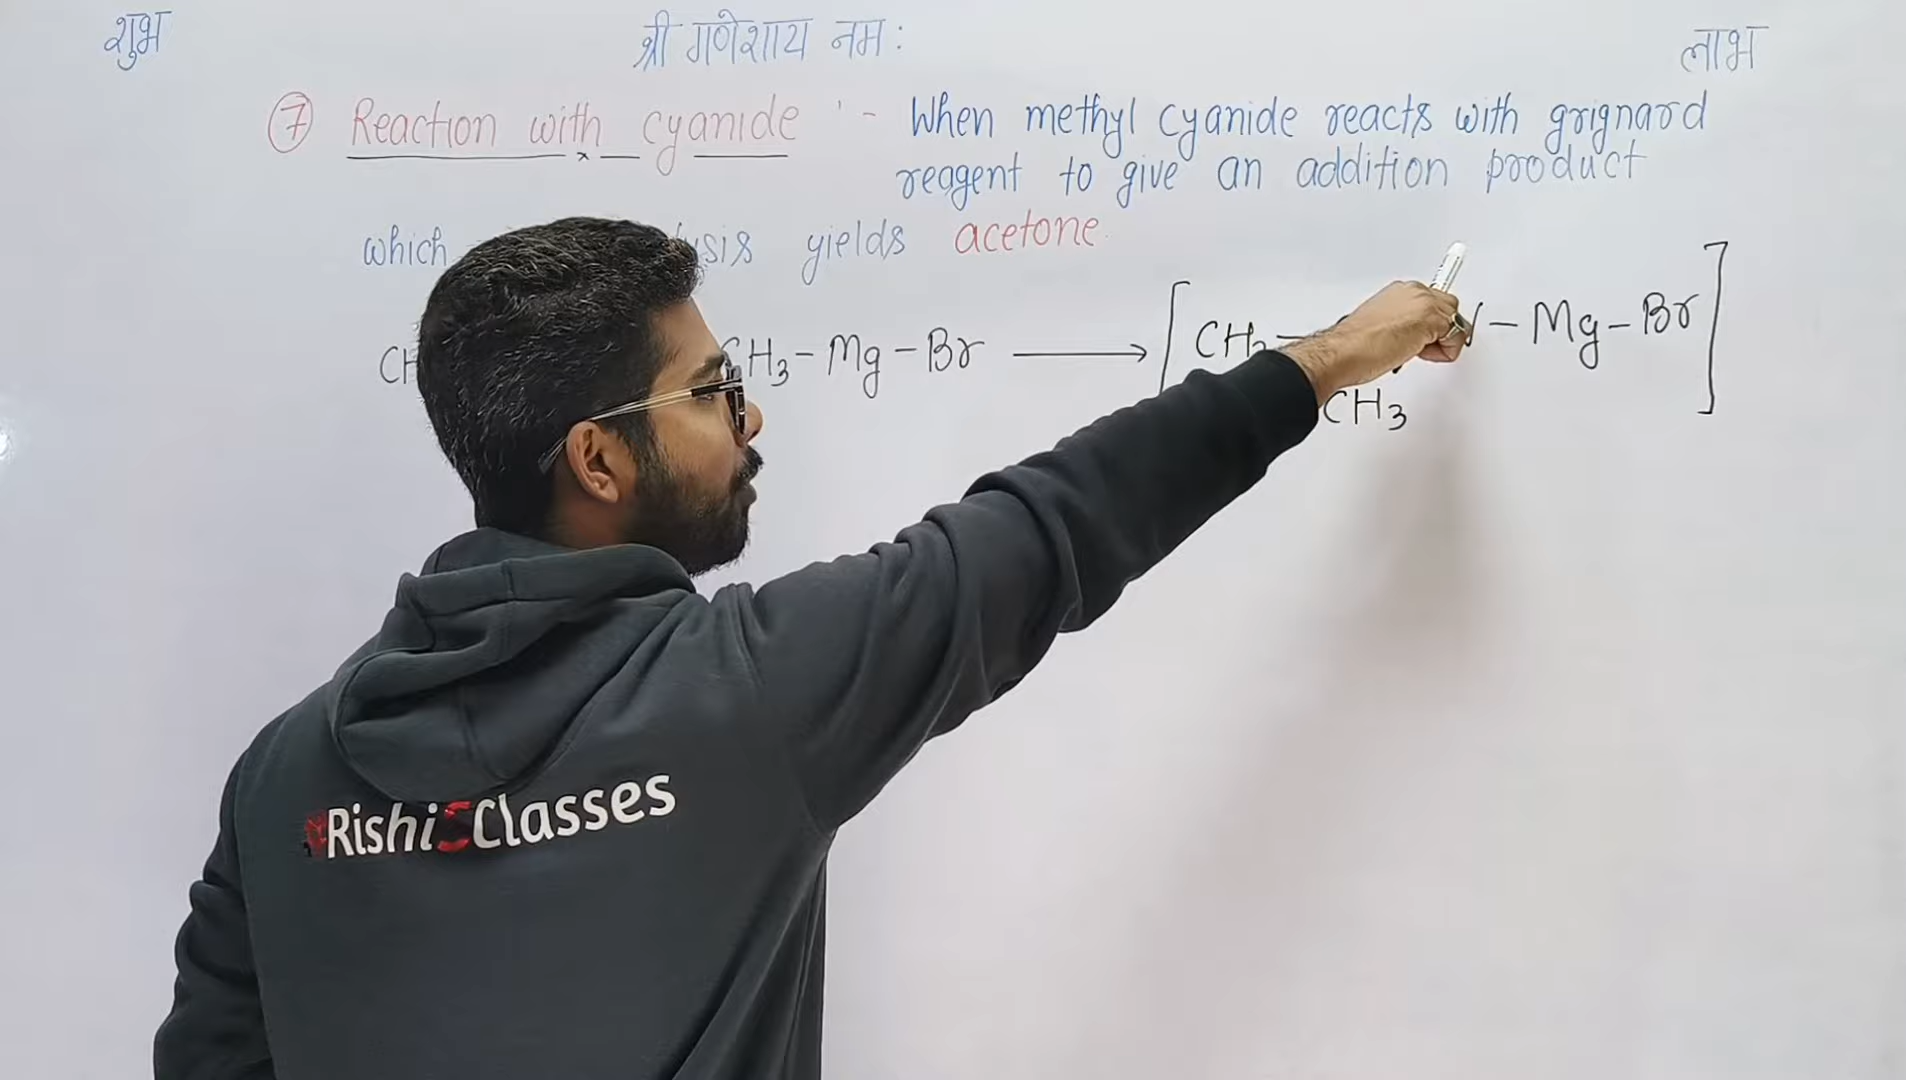 शुभ श्री गणेशाय नम: लाभ
7 Reaction with cyanide :- When methyl cyanide reacts with grignard
reagent to give an addition product
which yields acetone.
CH3-Mg-Br ⟶ [ CH3- -Mg-Br ]
CH3
Rishi Classes